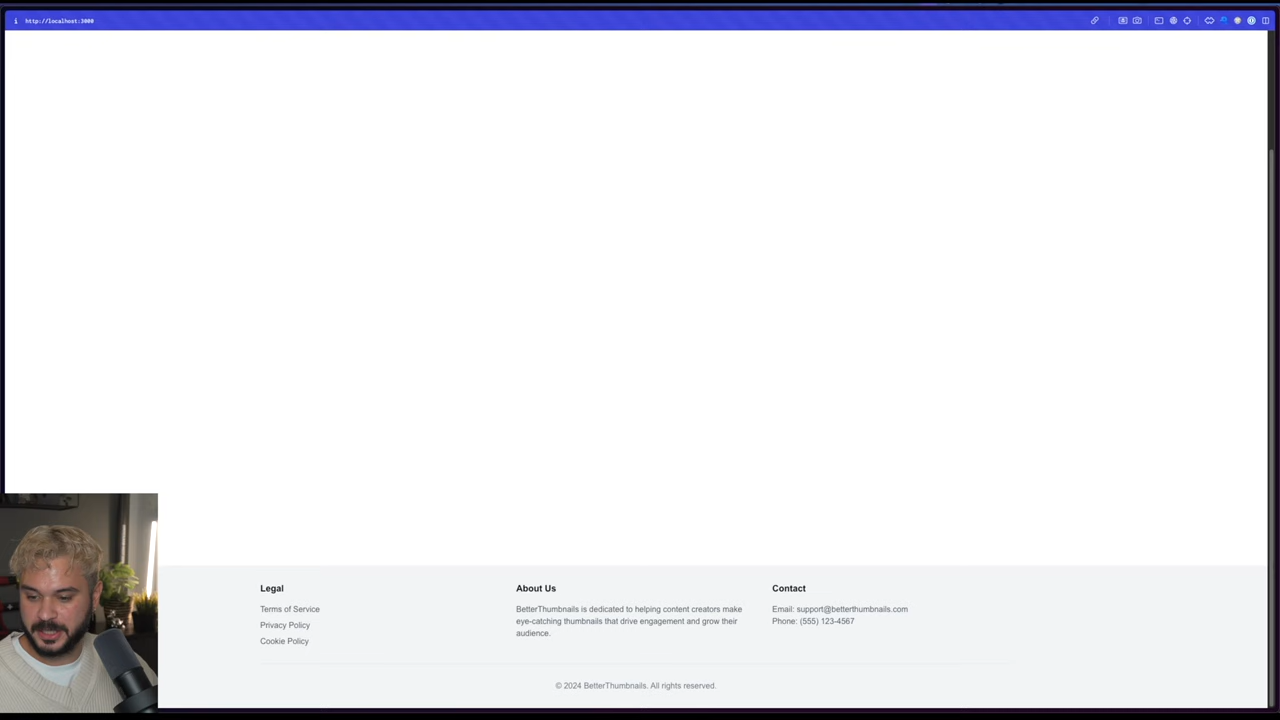 http://localhost:3000
Legal
Terms of Service
Privacy Policy
Cookie Policy
About Us
BetterThumbnails is dedicated to helping content creators make
eye-catching thumbnails that drive engagement and grow their
audience.
Contact
Email: support@betterthumbnails.com
Phone: (555) 123-4567
© 2024 BetterThumbnails. All rights reserved.